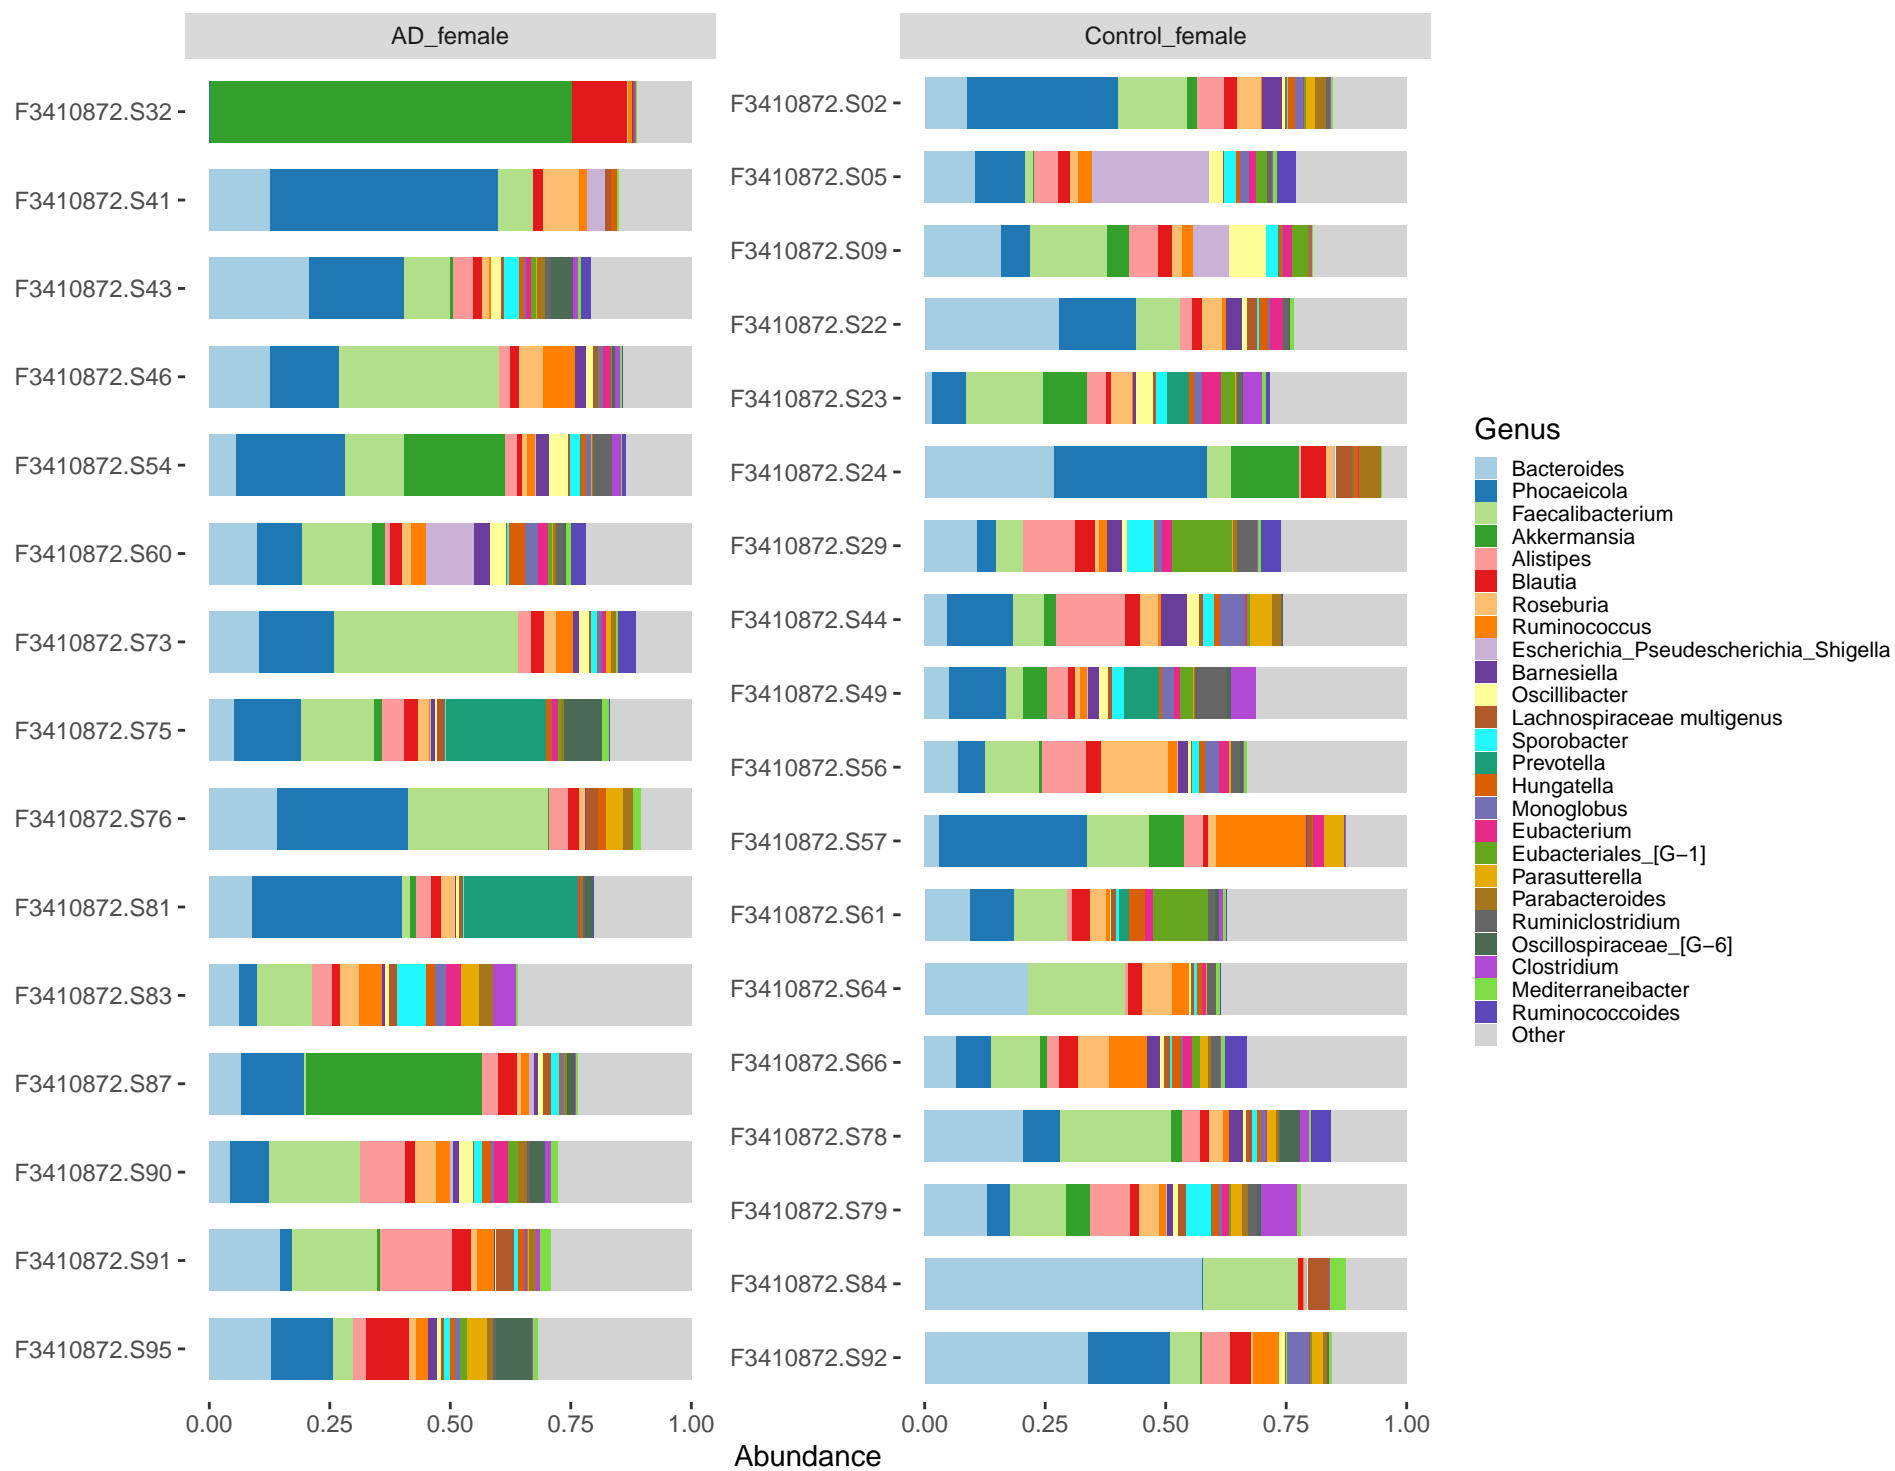 AD_female
F3410872.S32
F3410872.S41
F3410872.S43
F3410872.S46
F3410872.S54
F3410872.S60
F3410872.S73
F3410872.S75
F3410872.S76
F3410872.S81
F3410872.S83
F3410872.S87
F3410872.S90
F3410872.S91
F3410872.S95
0.00 0.25 0.50 0.75 1.00
Control_female
F3410872.S02
F3410872.S05
F3410872.S09
F3410872.S22
F3410872.S23
F3410872.S24
F3410872.S29
F3410872.S44
F3410872.S49
F3410872.S56
F3410872.S57
F3410872.S61
F3410872.S64
F3410872.S66
F3410872.S78
F3410872.S79
F3410872.S84
F3410872.S92
0.00 0.25 0.50 0.75 1.00
Abundance
Genus
Bacteroides
Phocaeicola
Faecalibacterium
Akkermansia
Alistipes
Blautia
Roseburia
Ruminococcus
Escherichia_Pseudescherichia_Shigella
Barnesiella
Oscillibacter
Lachnospiraceae multigenus
Sporobacter
Prevotella
Hungatella
Monoglobus
Eubacterium
Eubacteriales_[G−1]
Parasutterella
Parabacteroides
Ruminiclostridium
Oscillospiraceae_[G−6]
Clostridium
Mediterraneibacter
Ruminococcoides
Other